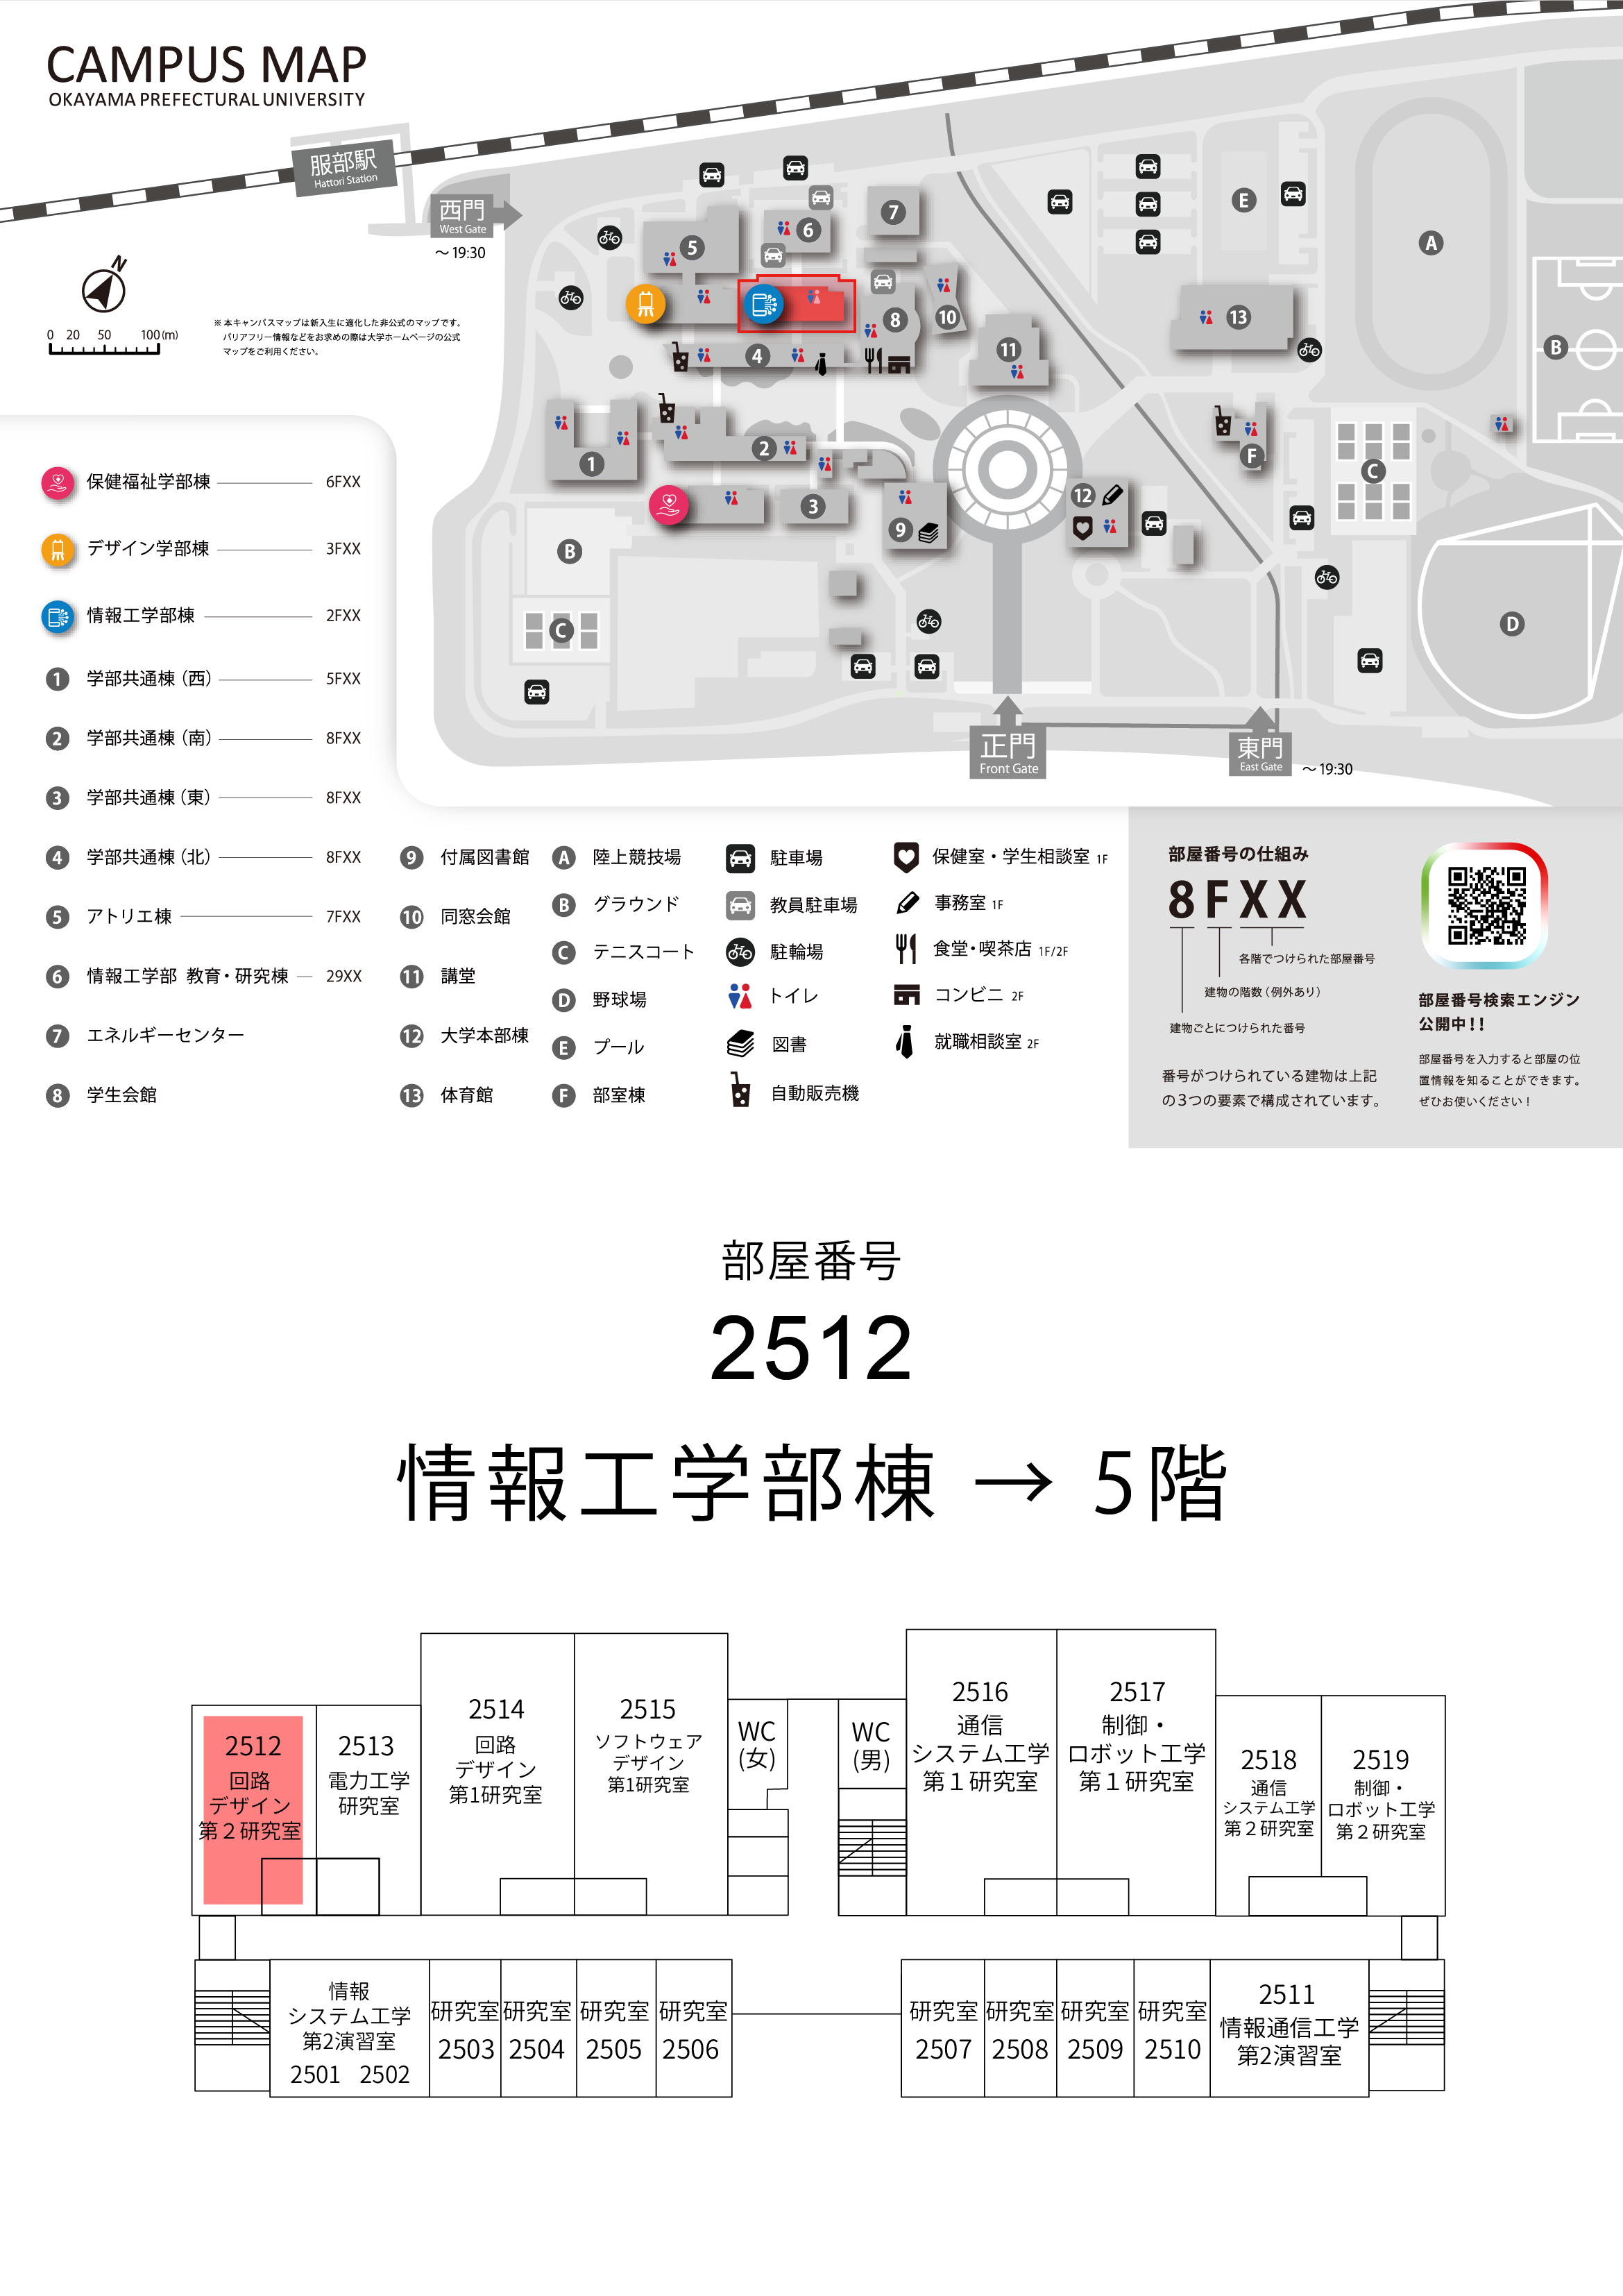 CAMPUS MAP
OKAYAMA PREFECTURAL UNIVERSITY
服部駅
Hattori Station
西門
West Gate
～19:30
N
0 20 50 100(m)
※本キャンパスマップは新入生に適化した非公式のマップです。
バリアフリー情報などをお求めの際は大学ホームページの公式
マップをご利用ください。
7
6
5
E
A
8
10
13
11
4
B
2
1
F
C
3
9
12
B
C
D
正門
Front Gate
東門
East Gate
～19:30
保健福祉学部棟 6FXX
デザイン学部棟 3FXX
情報工学部棟 2FXX
1 学部共通棟（西） 5FXX
2 学部共通棟（南） 8FXX
3 学部共通棟（東） 8FXX
4 学部共通棟（北） 8FXX
5 アトリエ棟 7FXX
6 情報工学部 教育・研究棟 29XX
7 エネルギーセンター
8 学生会館
9 付属図書館
10 同窓会館
11 講堂
12 大学本部棟
13 体育館
A 陸上競技場
B グラウンド
C テニスコート
D 野球場
E プール
F 部室棟
駐車場
教員駐車場
駐輪場
トイレ
図書
自動販売機
保健室・学生相談室 1F
事務室 1F
食堂・喫茶店 1F/2F
コンビニ 2F
就職相談室 2F
部屋番号の仕組み
8FXX
各階でつけられた部屋番号
建物の階数（例外あり）
建物ごとにつけられた番号
番号がつけられている建物は上記
の3つの要素で構成されています。
部屋番号検索エンジン
公開中!!
部屋番号を入力すると部屋の位
置情報を知ることができます。
ぜひお使いください！
部屋番号
2512
情報工学部棟 → 5階
2512
回路
デザイン
第２研究室
2513
電力工学
研究室
2514
回路
デザイン
第1研究室
2515
ソフトウェア
デザイン
第1研究室
WC
(女)
WC
(男)
2516
通信
システム工学
第１研究室
2517
制御・
ロボット工学
第１研究室
2518
通信
システム工学
第２研究室
2519
制御・
ロボット工学
第２研究室
情報
システム工学
第2演習室
2501 2502
研究室
2503
研究室
2504
研究室
2505
研究室
2506
研究室
2507
研究室
2508
研究室
2509
研究室
2510
2511
情報通信工学
第2演習室